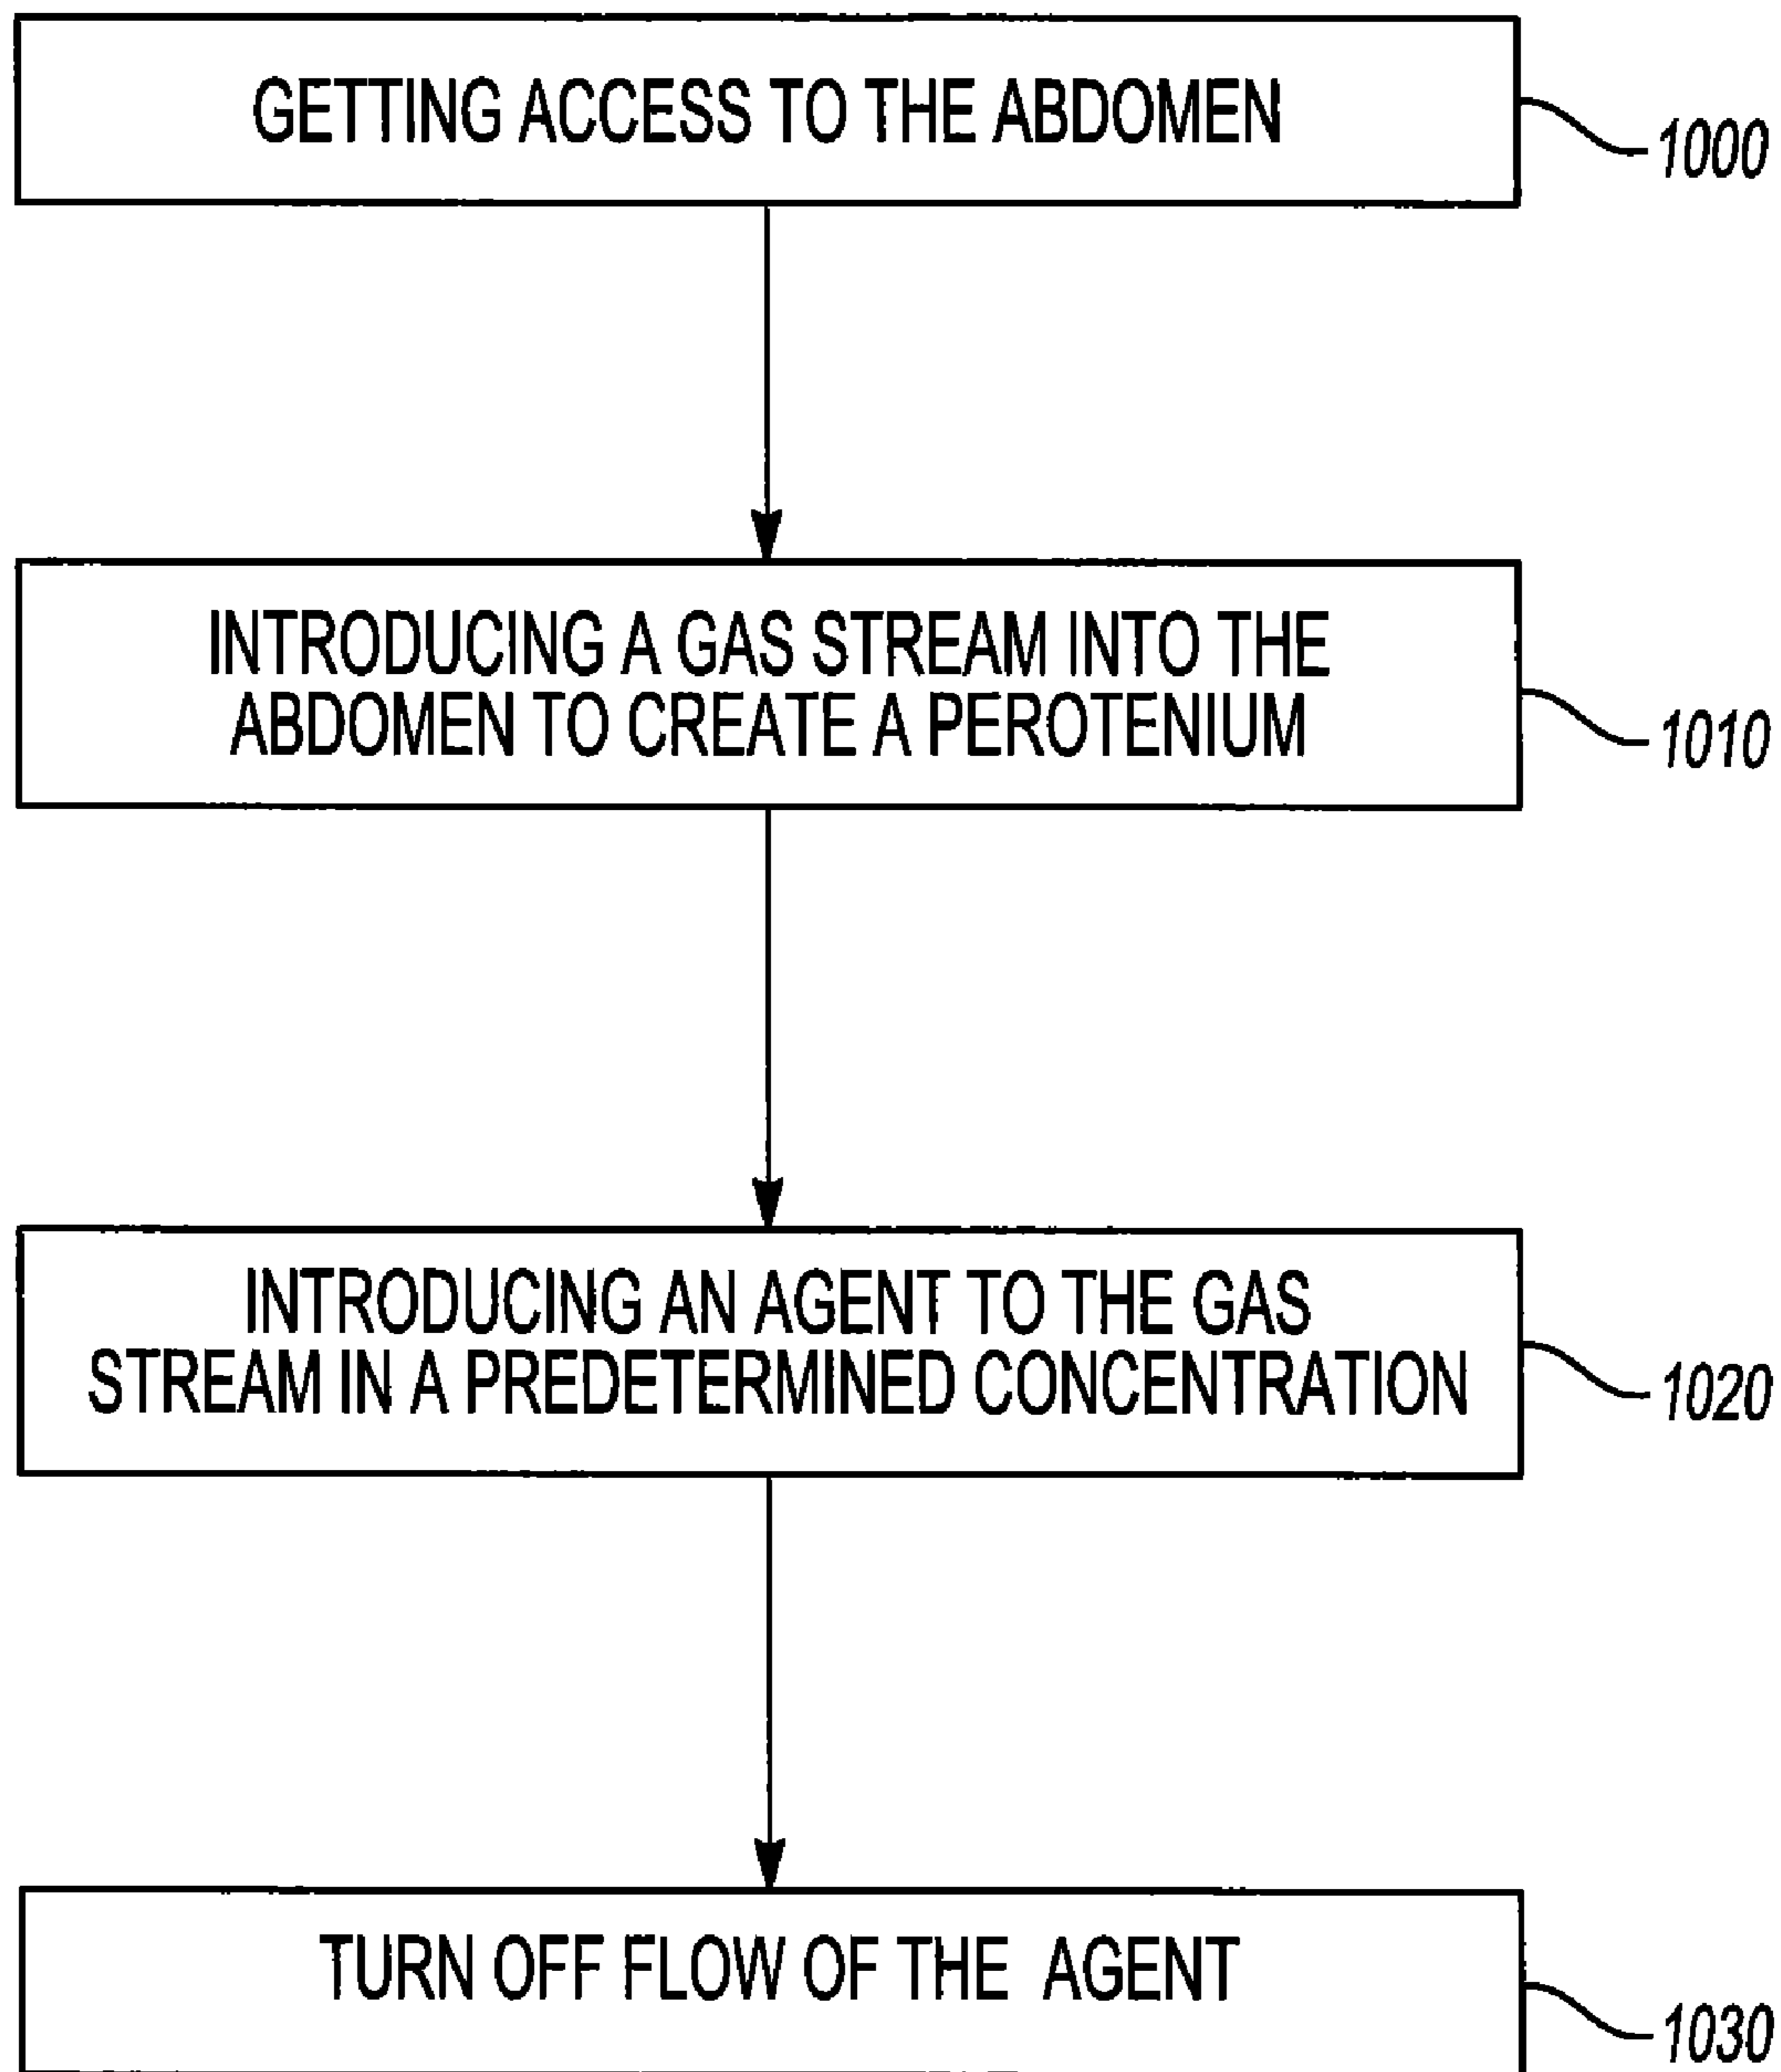 GETTING ACCESS TO THE ABDOMEN
1000
INTRODUCING A GAS STREAM INTO THE
ABDOMEN TO CREATE A PEROTENIUM
1010
INTRODUCING AN AGENT TO THE GAS
STREAM IN A PREDETERMINED CONCENTRATION
1020
TURN OFF FLOW OF THE AGENT
1030